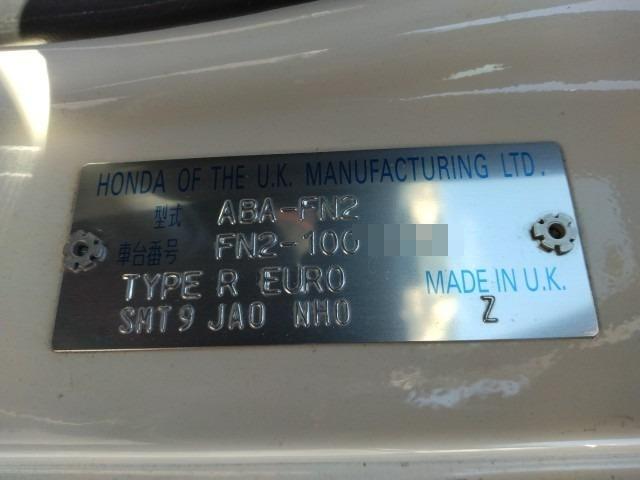 HONDA OF THE U.K. MANUFACTURING LTD.
型式 ABA-FN2
車台番号 FN2-100
TYPE R EURO MADE IN U.K.
SMT9 JA0 NH0 Z